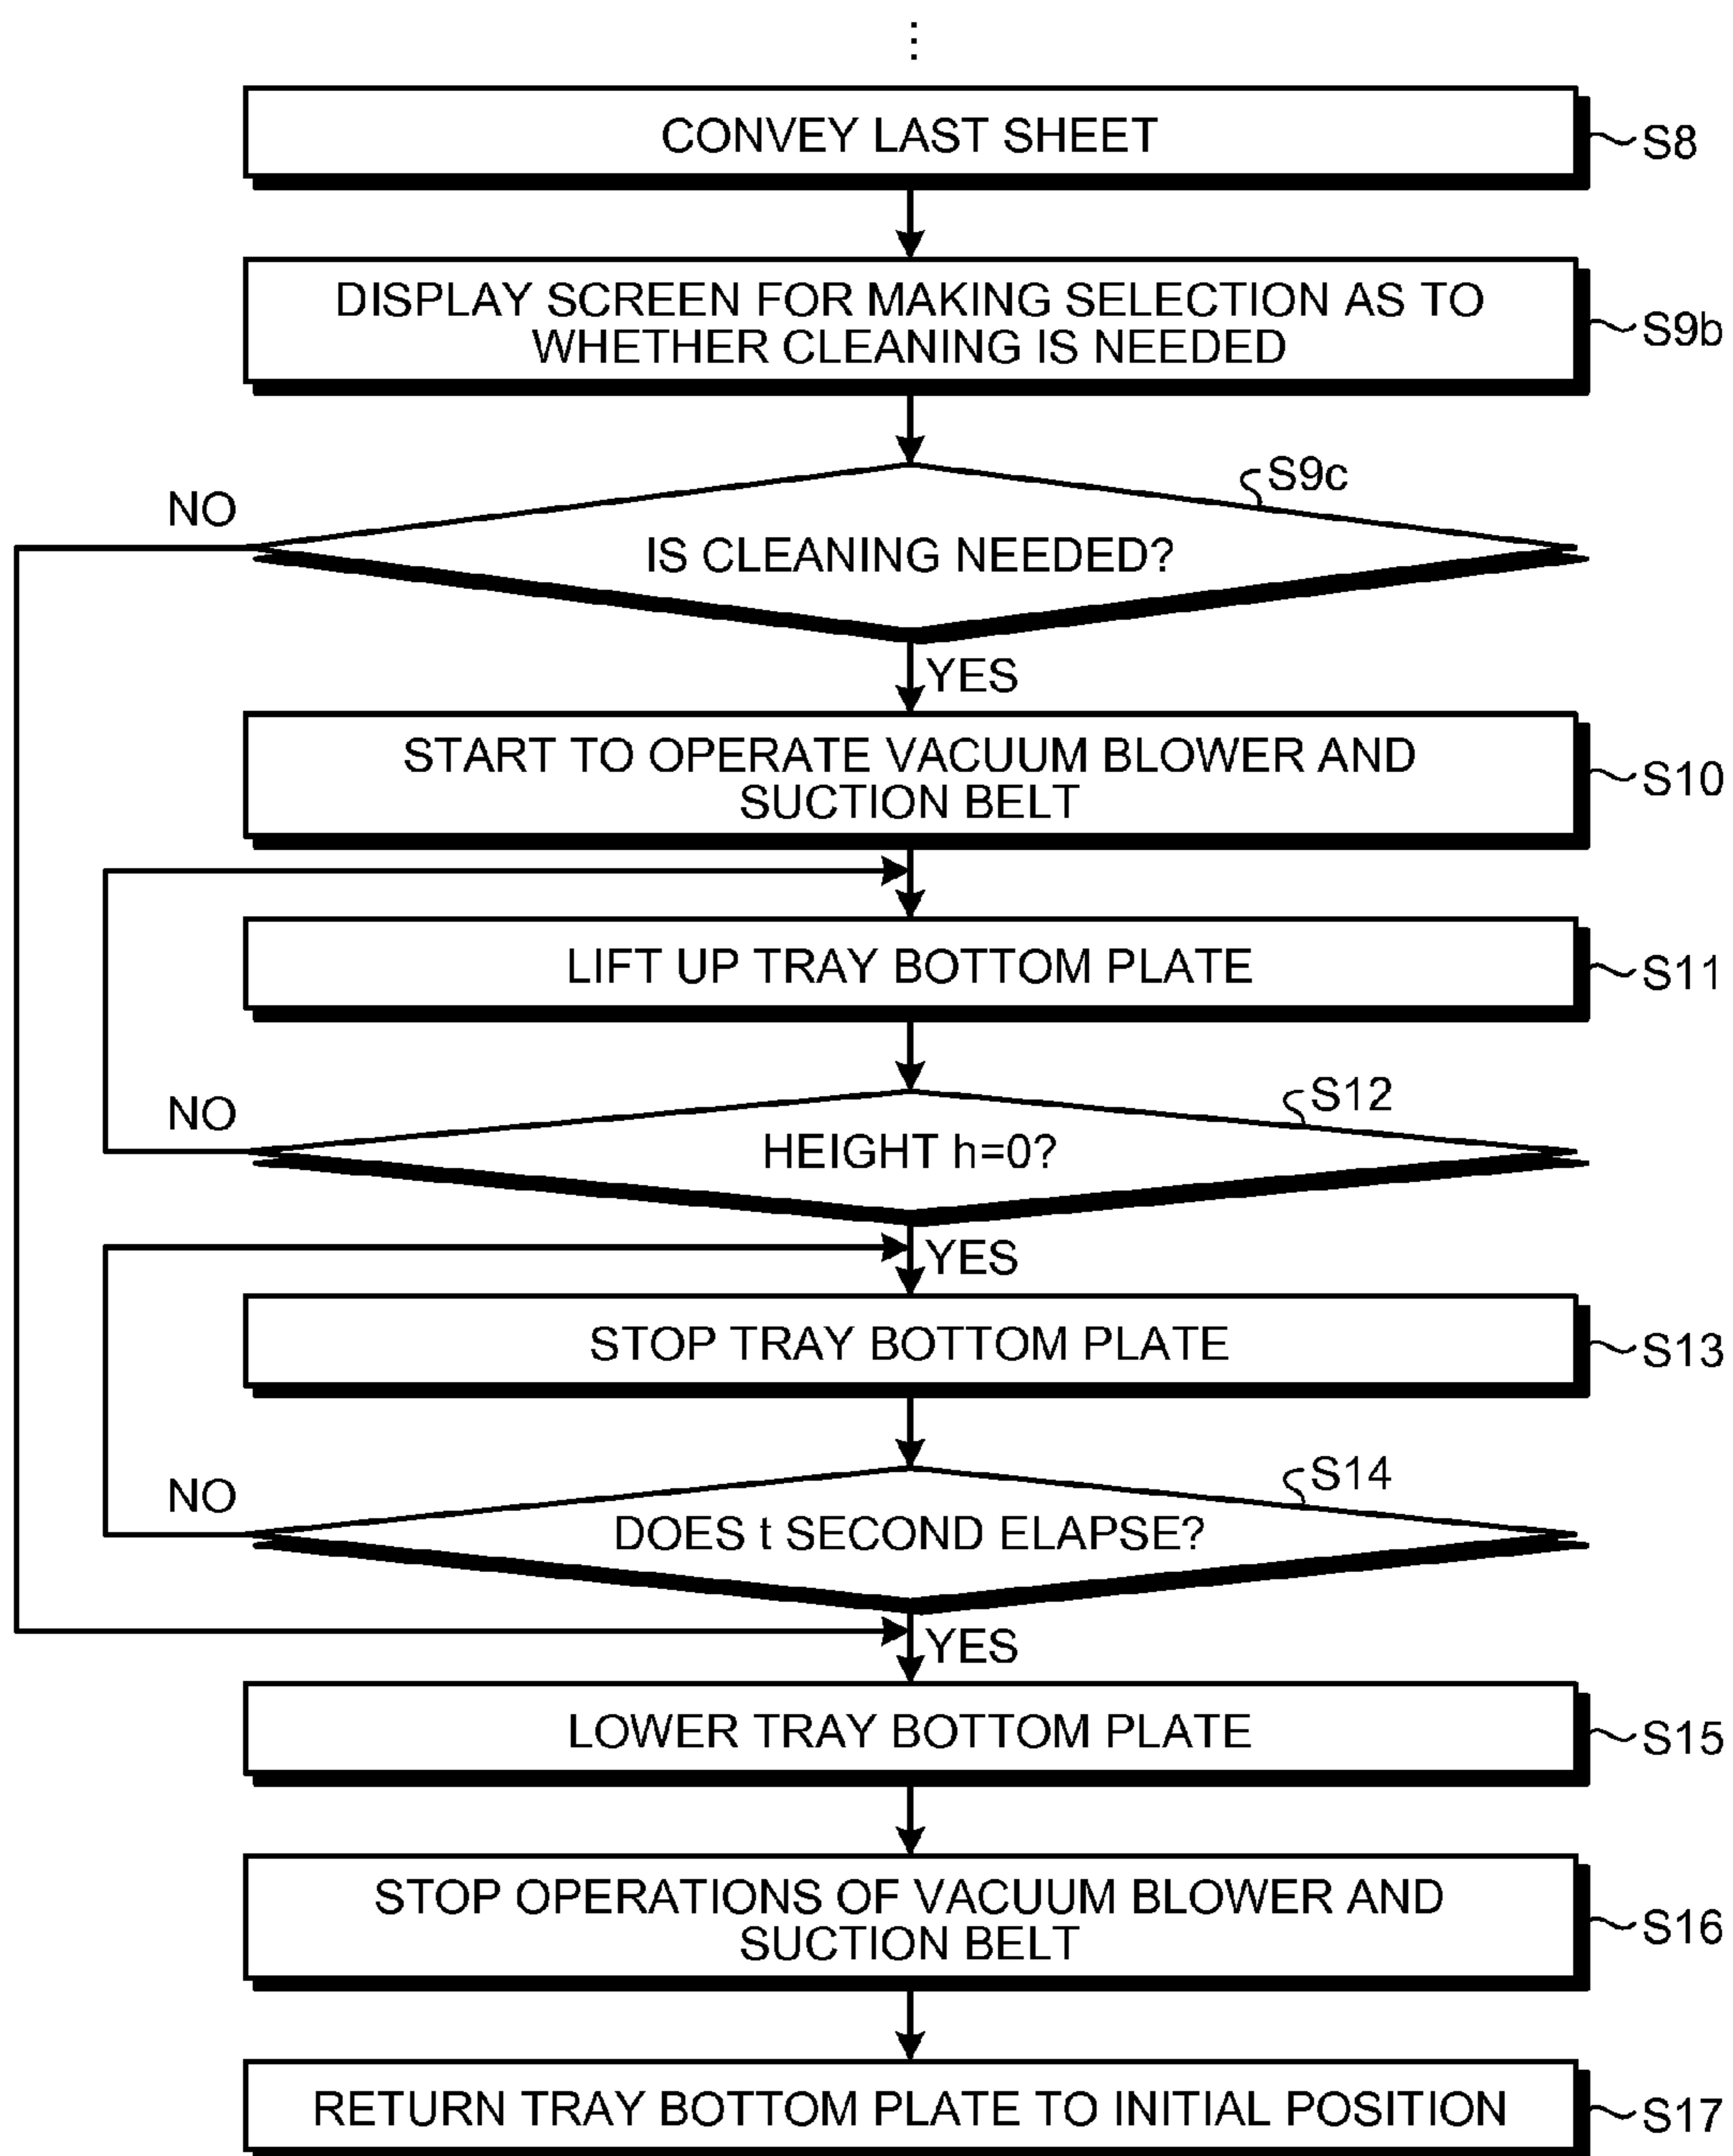 ⋮
CONVEY LAST SHEET
S8
DISPLAY SCREEN FOR MAKING SELECTION AS TO
WHETHER CLEANING IS NEEDED
S9b
S9c
NO
IS CLEANING NEEDED?
YES
START TO OPERATE VACUUM BLOWER AND
SUCTION BELT
S10
LIFT UP TRAY BOTTOM PLATE
S11
S12
NO
HEIGHT h=0?
YES
STOP TRAY BOTTOM PLATE
S13
S14
NO
DOES t SECOND ELAPSE?
YES
LOWER TRAY BOTTOM PLATE
S15
STOP OPERATIONS OF VACUUM BLOWER AND
SUCTION BELT
S16
RETURN TRAY BOTTOM PLATE TO INITIAL POSITION
S17